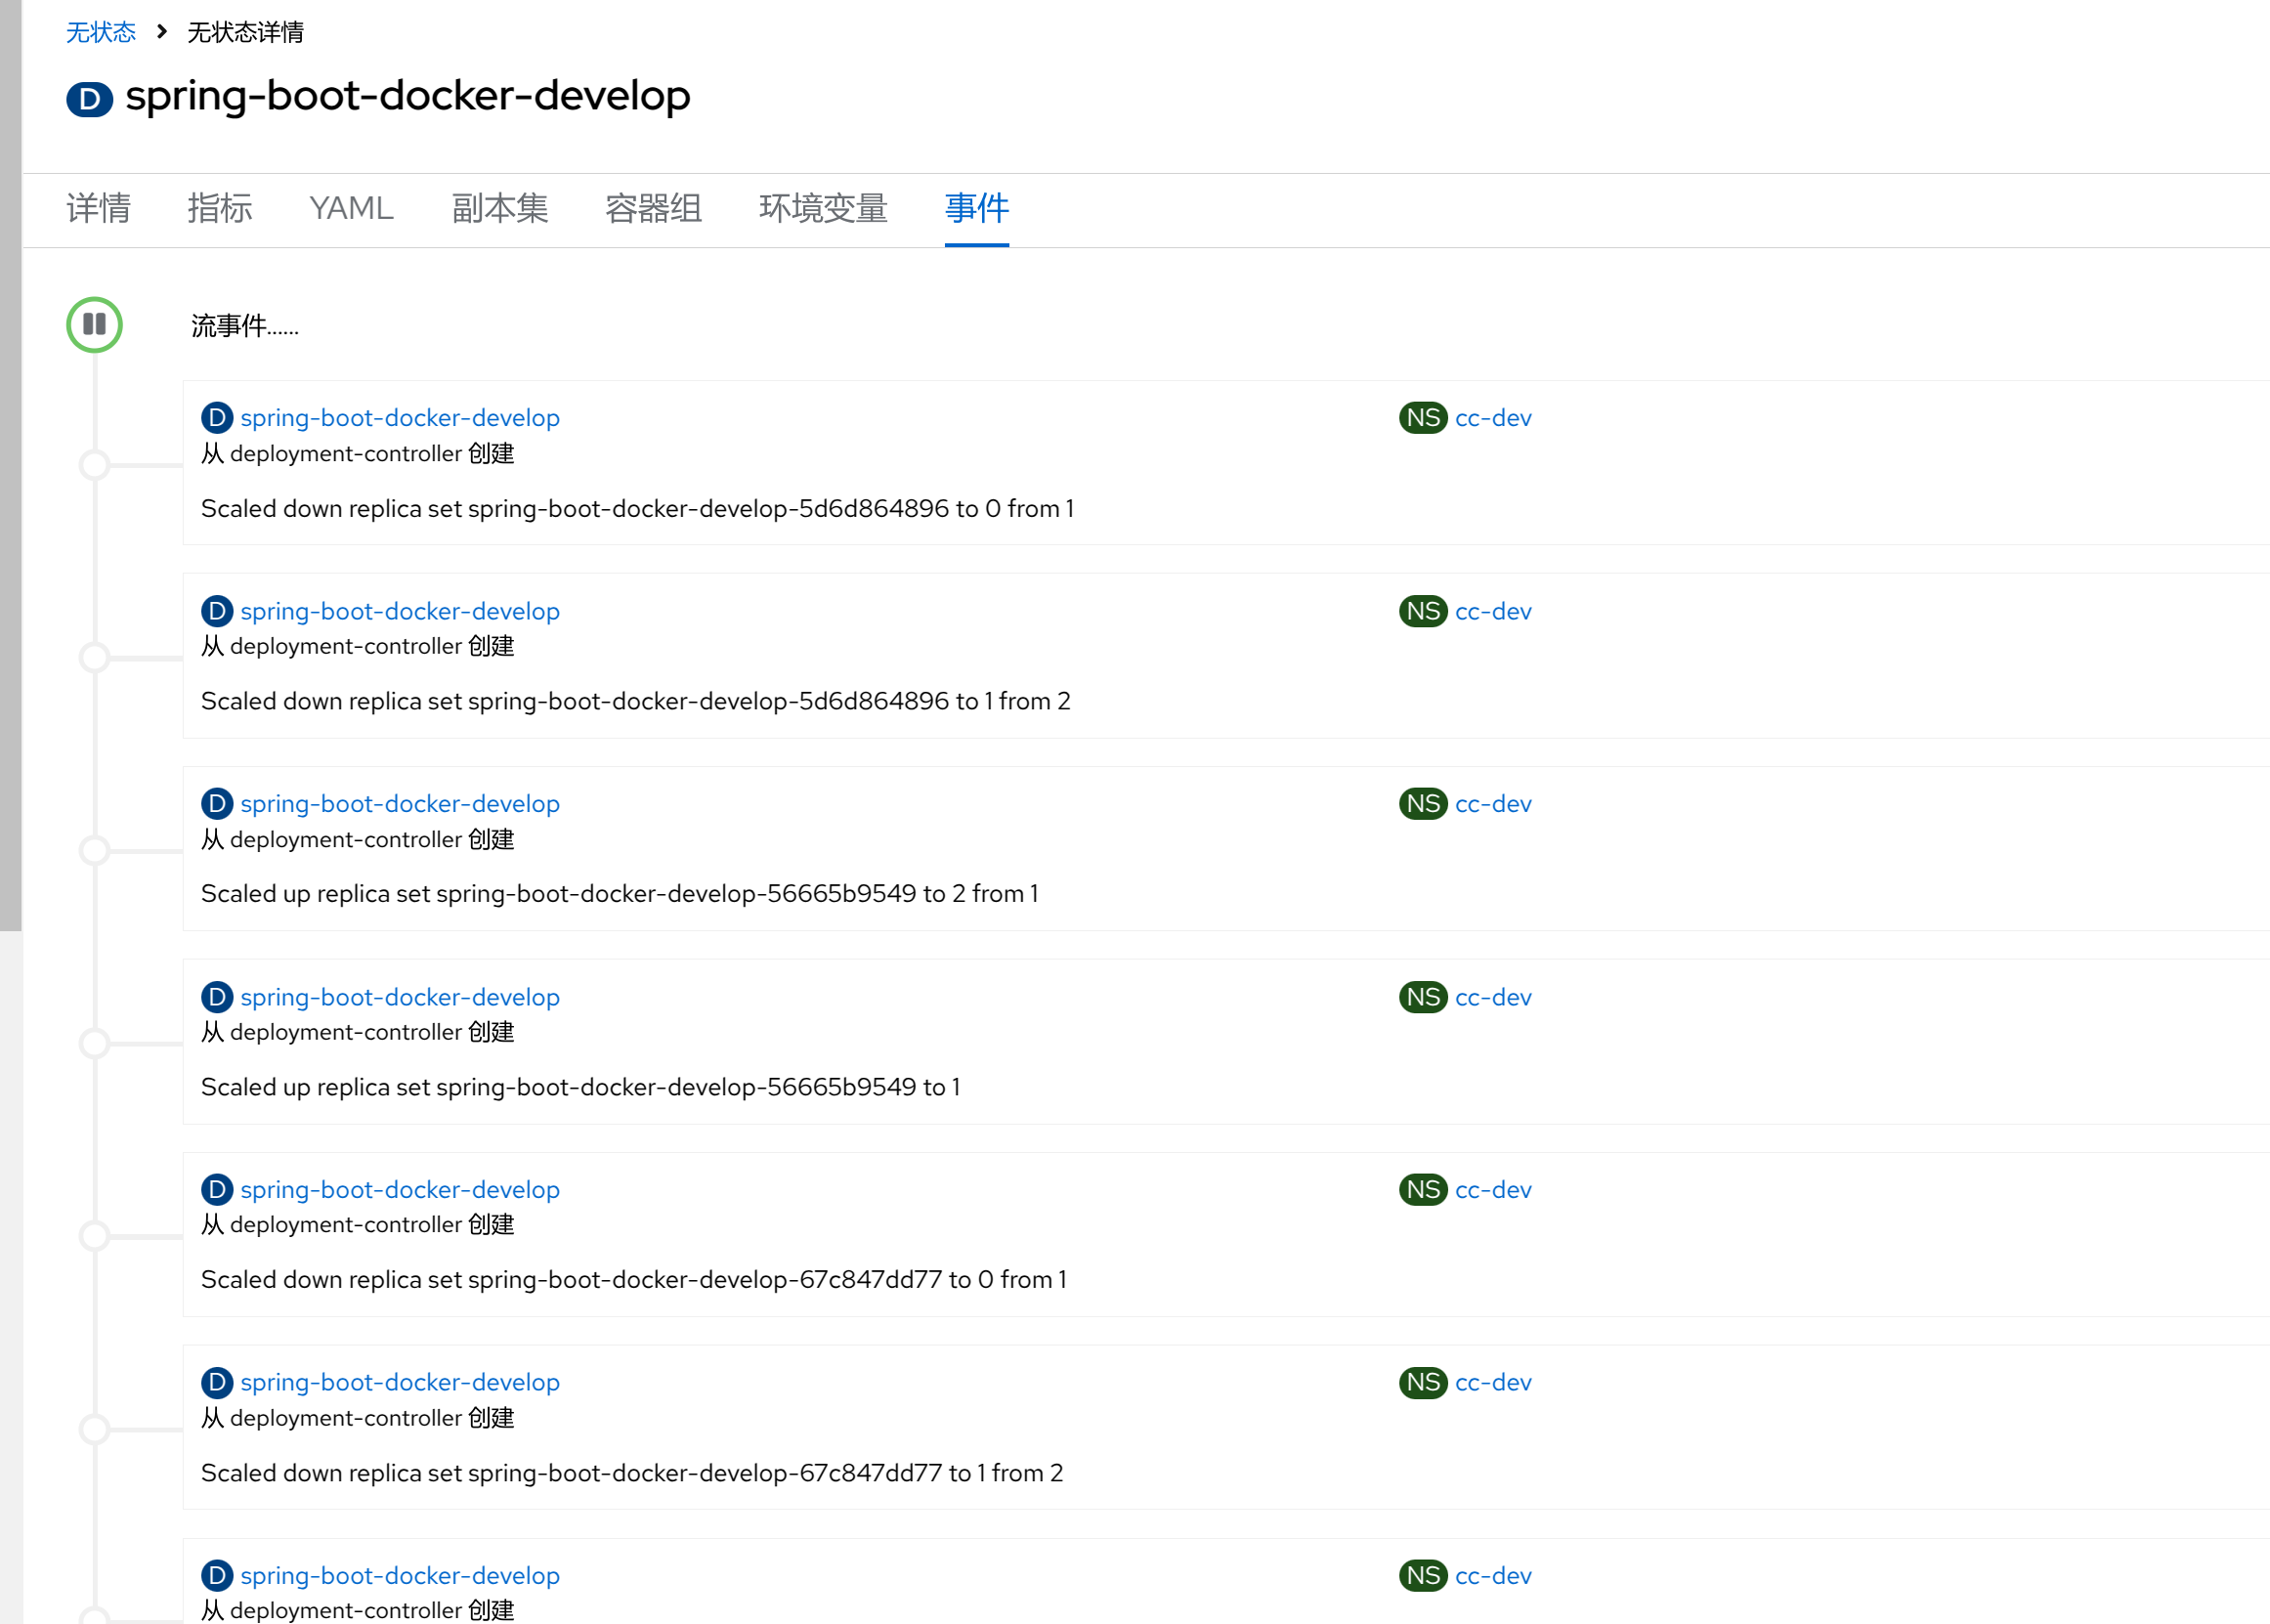 无状态 > 无状态详情
D spring-boot-docker-develop
详情 指标 YAML 副本集 容器组 环境变量 事件
流事件......
D spring-boot-docker-develop NS cc-dev
从 deployment-controller 创建
Scaled down replica set spring-boot-docker-develop-5d6d864896 to 0 from 1
D spring-boot-docker-develop NS cc-dev
从 deployment-controller 创建
Scaled down replica set spring-boot-docker-develop-5d6d864896 to 1 from 2
D spring-boot-docker-develop NS cc-dev
从 deployment-controller 创建
Scaled up replica set spring-boot-docker-develop-56665b9549 to 2 from 1
D spring-boot-docker-develop NS cc-dev
从 deployment-controller 创建
Scaled up replica set spring-boot-docker-develop-56665b9549 to 1
D spring-boot-docker-develop NS cc-dev
从 deployment-controller 创建
Scaled down replica set spring-boot-docker-develop-67c847dd77 to 0 from 1
D spring-boot-docker-develop NS cc-dev
从 deployment-controller 创建
Scaled down replica set spring-boot-docker-develop-67c847dd77 to 1 from 2
D spring-boot-docker-develop NS cc-dev
从 deployment-controller 创建